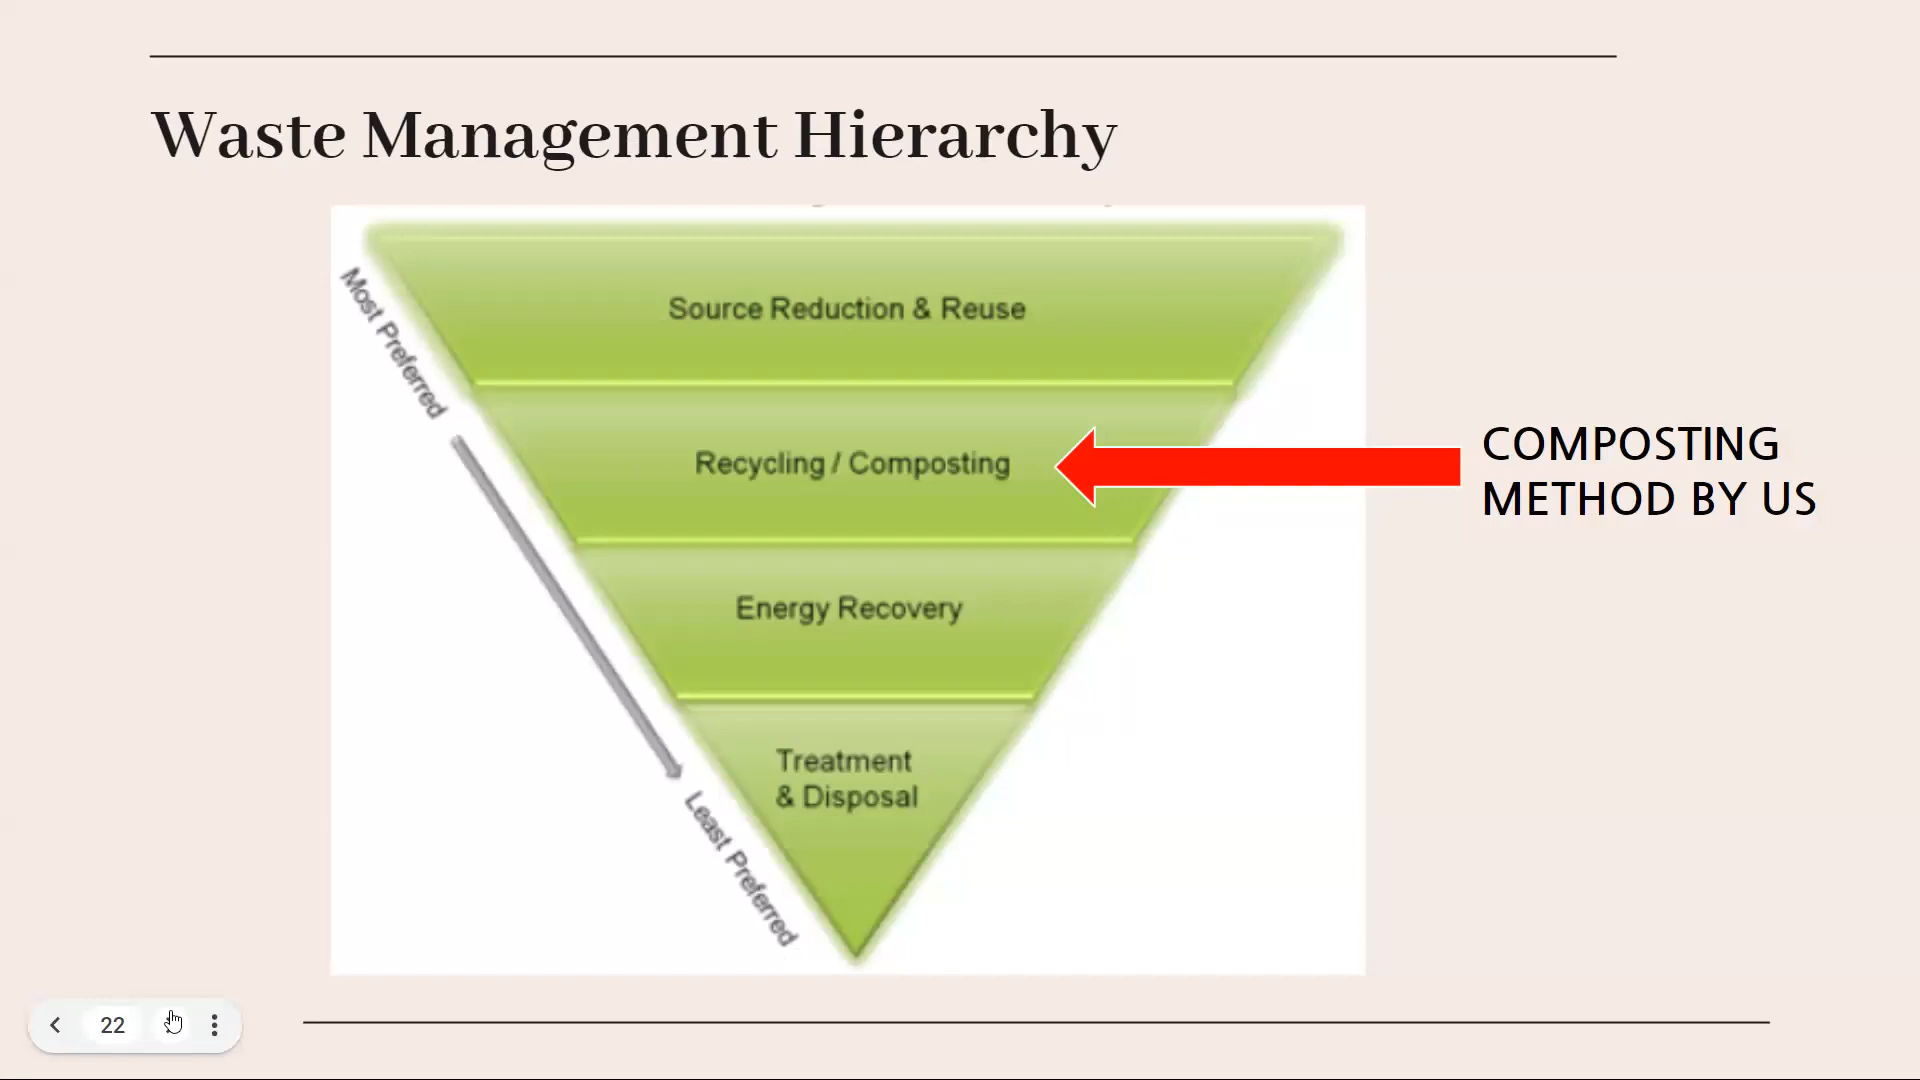 Waste Management Hierarchy
Most Preferred
Source Reduction & Reuse
Recycling / Composting
COMPOSTING
METHOD BY US
Energy Recovery
Treatment
& Disposal
Least Preferred
22